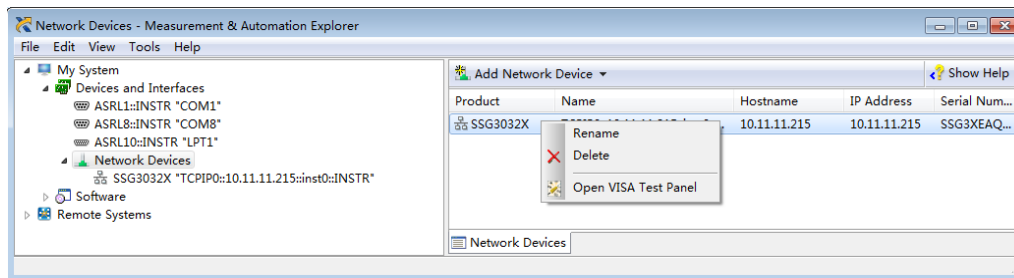 Network Devices - Measurement & Automation Explorer
File Edit View Tools Help
My System
Devices and Interfaces
ASRL1::INSTR "COM1"
ASRL8::INSTR "COM8"
ASRL10::INSTR "LPT1"
Network Devices
SSG3032X "TCPIP0::10.11.11.215::inst0::INSTR"
Software
Remote Systems
Add Network Device
Show Help
Product Name Hostname IP Address Serial Num...
SSG3032X 10.11.11.215 10.11.11.215 SSG3XEAQ...
Rename
Delete
Open VISA Test Panel
Network Devices